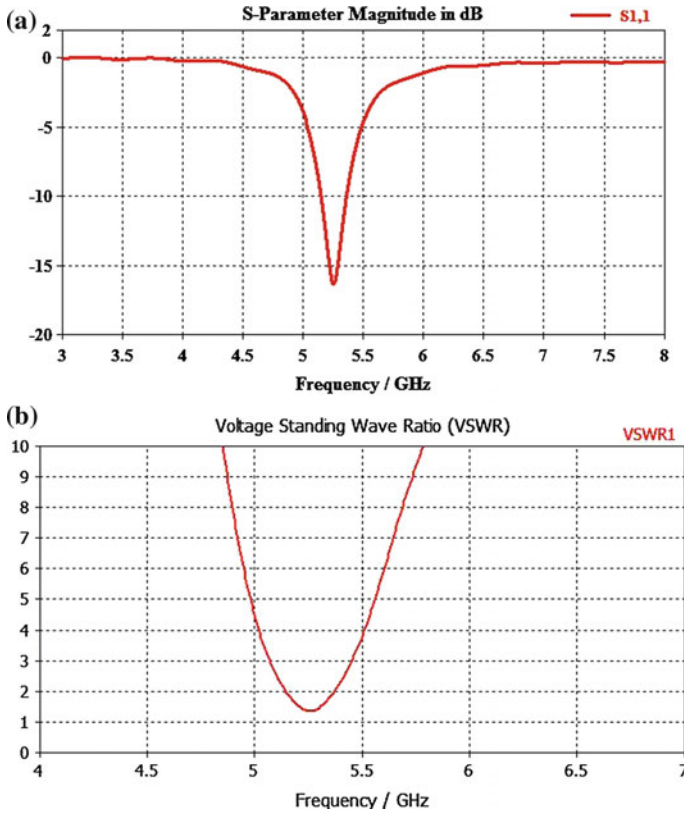 (a)
S-Parameter Magnitude in dB
S1,1
2
0
-5
-10
-15
-20
3 3.5 4 4.5 5 5.5 6 6.5 7 7.5 8
Frequency / GHz
(b)
Voltage Standing Wave Ratio (VSWR)
VSWR1
10
9
8
7
6
5
4
3
2
1
0
4 4.5 5 5.5 6 6.5 7
Frequency / GHz